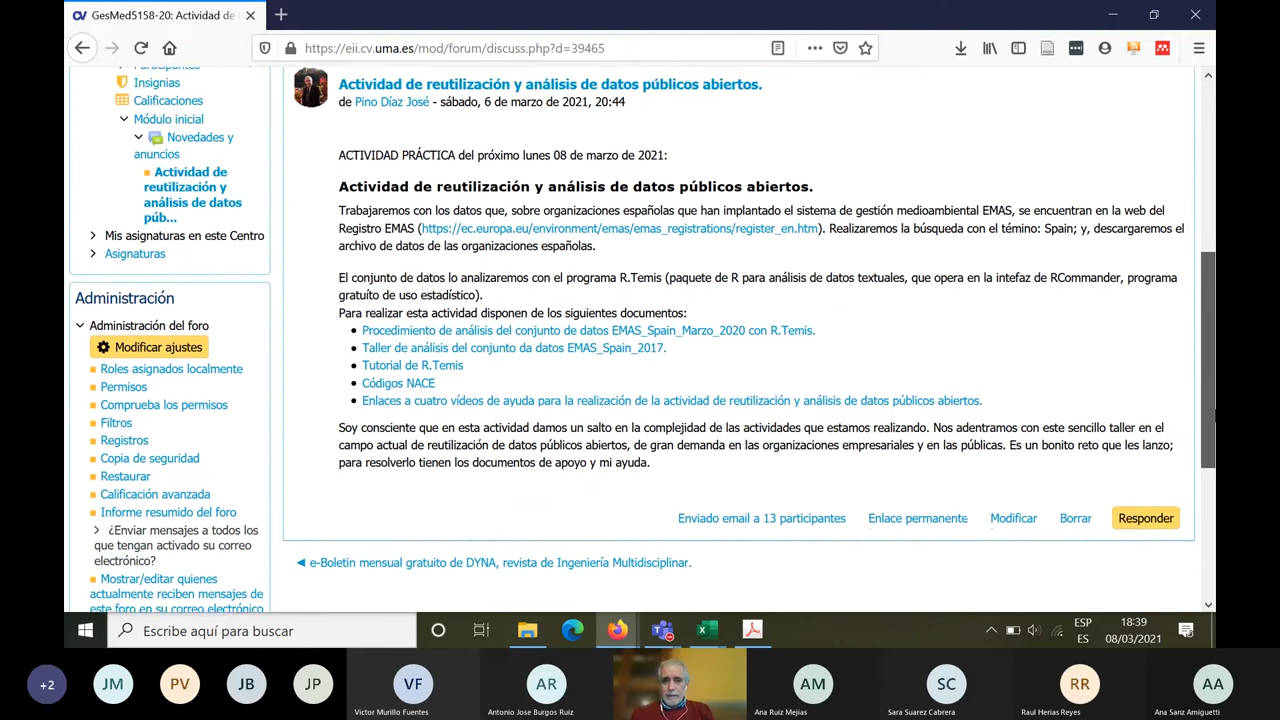 GesMed5158-20: Actividad de
https://eii.cv.uma.es/mod/forum/discuss.php?d=39465
Participantes
Insignias
Calificaciones
Módulo inicial
Novedades y
anuncios
Actividad de
reutilización y
análisis de datos
púb...
Mis asignaturas en este Centro
Asignaturas
Administración
Administración del foro
Modificar ajustes
Roles asignados localmente
Permisos
Comprueba los permisos
Filtros
Registros
Copia de seguridad
Restaurar
Calificación avanzada
Informe resumido del foro
¿Enviar mensajes a todos los
que tengan activado su correo
electrónico?
Mostrar/editar quienes
actualmente reciben mensajes de
este foro en su correo electrónico
Actividad de reutilización y análisis de datos públicos abiertos.
de Pino Díaz José - sábado, 6 de marzo de 2021, 20:44
ACTIVIDAD PRÁCTICA del próximo lunes 08 de marzo de 2021:
Actividad de reutilización y análisis de datos públicos abiertos.
Trabajaremos con los datos que, sobre organizaciones españolas que han implantado el sistema de gestión medioambiental EMAS, se encuentran en la web del
Registro EMAS (https://ec.europa.eu/environment/emas/emas_registrations/register_en.htm). Realizaremos la búsqueda con el témino: Spain; y, descargaremos el
archivo de datos de las organizaciones españolas.
El conjunto de datos lo analizaremos con el programa R.Temis (paquete de R para análisis de datos textuales, que opera en la intefaz de RCommander, programa
gratuíto de uso estadístico).
Para realizar esta actividad disponen de los siguientes documentos:
Procedimiento de análisis del conjunto de datos EMAS_Spain_Marzo_2020 con R.Temis.
Taller de análisis del conjunto da datos EMAS_Spain_2017.
Tutorial de R.Temis
Códigos NACE
Enlaces a cuatro vídeos de ayuda para la realización de la actividad de reutilización y análisis de datos públicos abiertos.
Soy consciente que en esta actividad damos un salto en la complejidad de las actividades que estamos realizando. Nos adentramos con este sencillo taller en el
campo actual de reutilización de datos públicos abiertos, de gran demanda en las organizaciones empresariales y en las públicas. Es un bonito reto que les lanzo;
para resolverlo tienen los documentos de apoyo y mi ayuda.
Enviado email a 13 participantes Enlace permanente Modificar Borrar Responder
◄ e-Boletin mensual gratuito de DYNA, revista de Ingeniería Multidisciplinar.
Escribe aquí para buscar
ESP
ES
18:39
08/03/2021
+2 JM PV JB JP VF AR AM SC RR AA
Victor Murillo Fuentes Antonio Jose Burgos Ruiz Ana Ruiz Mejias Sara Suarez Cabrera Raul Herias Reyes Ana Sanz Amiguetti